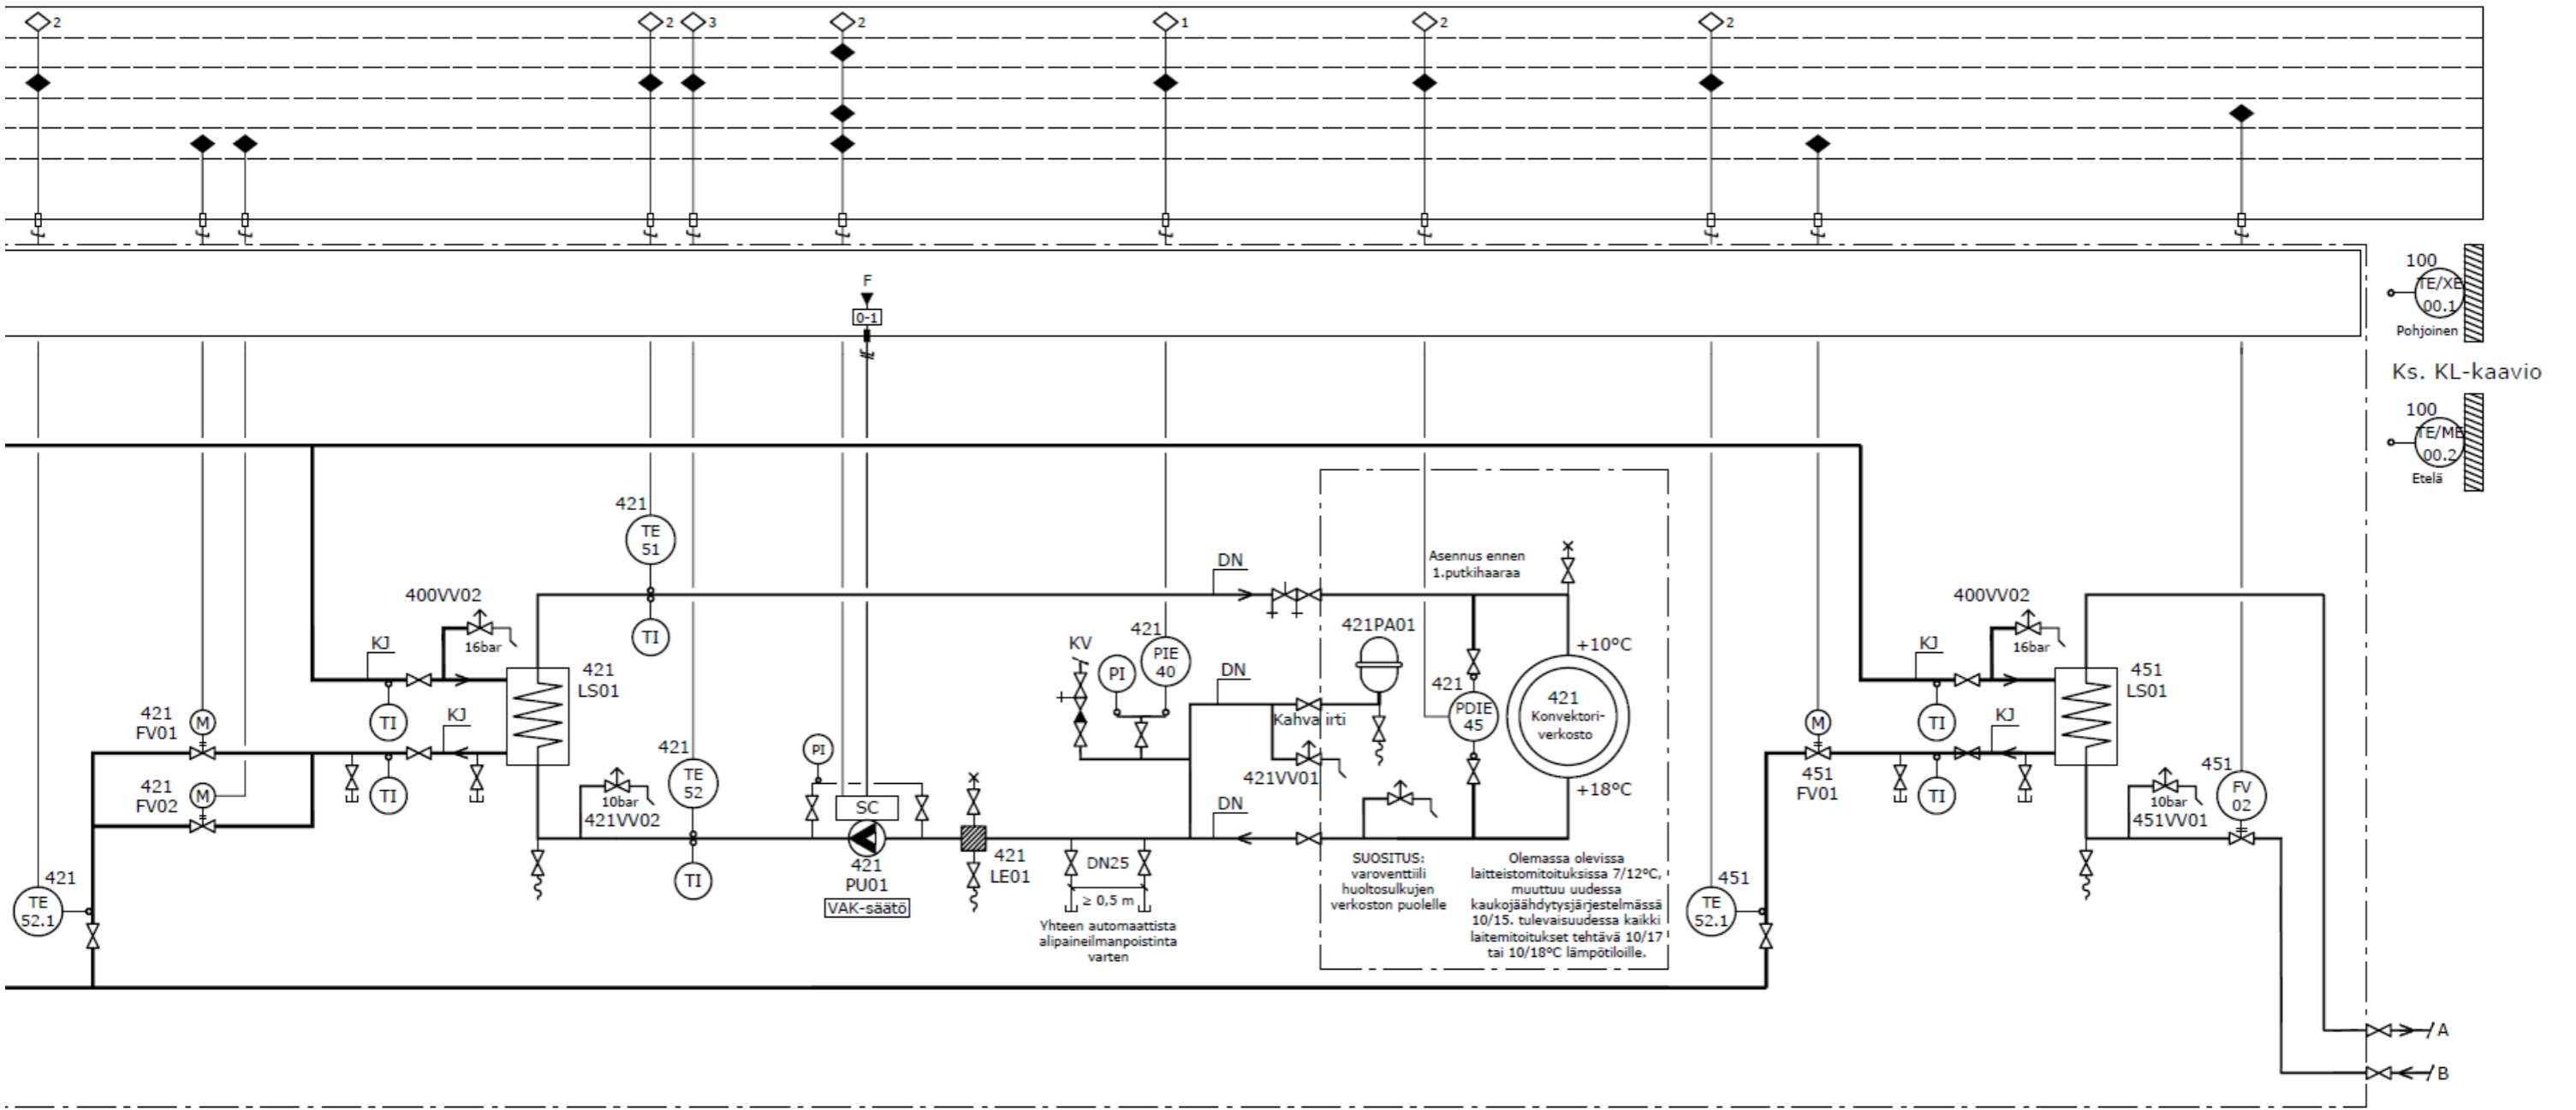 2
2
3
2
1
2
2
F
0-1
100
TE/XE
00.1
Pohjoinen
Ks. KL-kaavio
100
TE/ME
00.2
Etelä
421
TE
51
DN
Asennus ennen
1.putkihaaraa
400VV02
16bar
KJ
TI
421
LS01
KV
421
PIE
40
PI
DN
421PA01
+10°C
400VV02
16bar
KJ
451
LS01
421
FV01
M
TI
KJ
Kahva irti
421
PDIE
45
421
Konvektori-
verkosto
M
451
FV01
TI
KJ
421
FV02
M
TI
421
TE
52
PI
10bar
421VV02
SC
421VV01
+18°C
DN
TI
451
FV
02
10bar
451VV01
421
TE
52.1
TI
421
PU01
VAK-säätö
421
LE01
DN25
≥ 0,5 m
Yhteen automaattista
alipaineilmanpoistinta
varten
SUOSITUS:
varoventtiili
huoltosulkujen
verkoston puolelle
Olemassa olevissa
laitteistomitoituksissa 7/12°C,
muuttuu uudessa
kaukojäähdytysjärjestelmässä
10/15. tulevaisuudessa kaikki
laitemitoitukset tehtävä 10/17
tai 10/18°C lämpötiloille.
451
TE
52.1
A
B